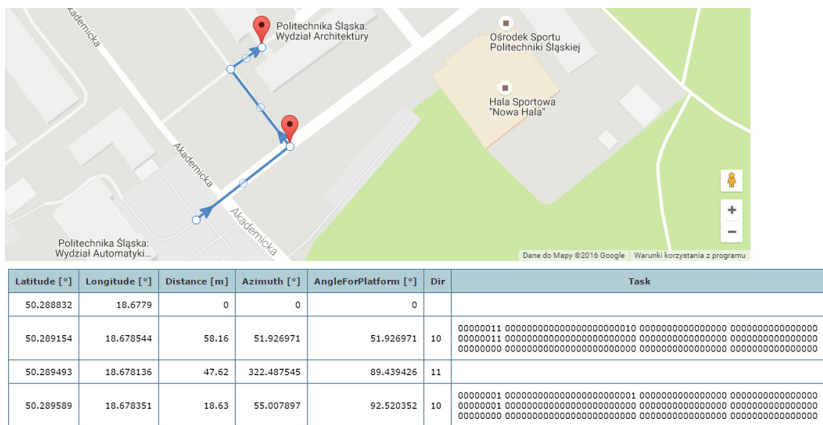 Akademicka
Politechnika Śląska.
Wydział Architektury
Ośrodek Sportu
Politechniki Śląskiej
Hala Sportowa
"Nowa Hala"
Akademicka
Akademicka
Politechnika Śląska:
Wydział Automatyki...
+
−
Dane do Mapy ©2016 Google Warunki korzystania z programu
Latitude [°] Longitude [°] Distance [m] Azimuth [°] AngleForPlatform [°] Dir Task
50.288832 18.6779 0 0 0
00000011 000000000000000000000010 0000000000000000 0000000000000000
50.289154 18.678544 58.16 51.926971 51.926971 10 00000011 000000000000000000000000 0000000000000000 0000000000000000
00000000 000000000000000000000000 0000000000000000 0000000000000000
50.289493 18.678136 47.62 322.487545 89.439426 11
00000001 000000000000000000000001 0000000000000000 0000000000000000
50.289589 18.678351 18.63 55.007897 92.520352 10 00000001 000000000000000000000000 0000000000000000 0000000000000000
00000000 000000000000000000000000 0000000000000000 0000000000000000